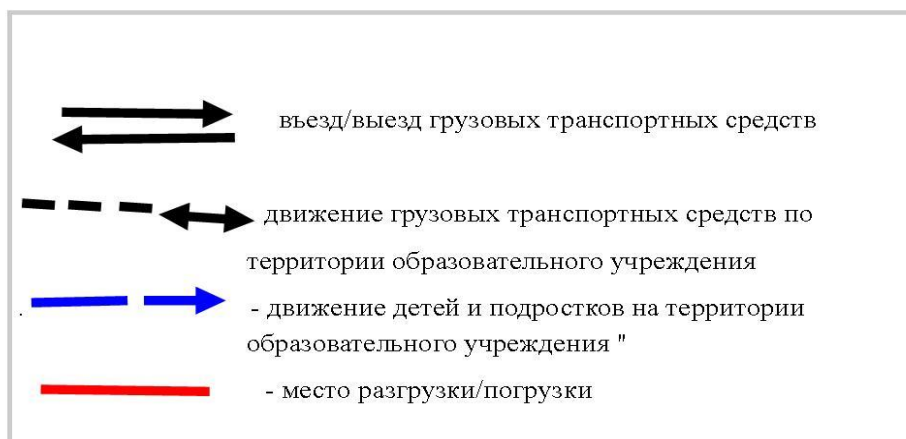 въезд/выезд грузовых транспортных средств
движение грузовых транспортных средств по
территории образовательного учреждения
- движение детей и подростков на территории
образовательного учреждения "
- место разгрузки/погрузки